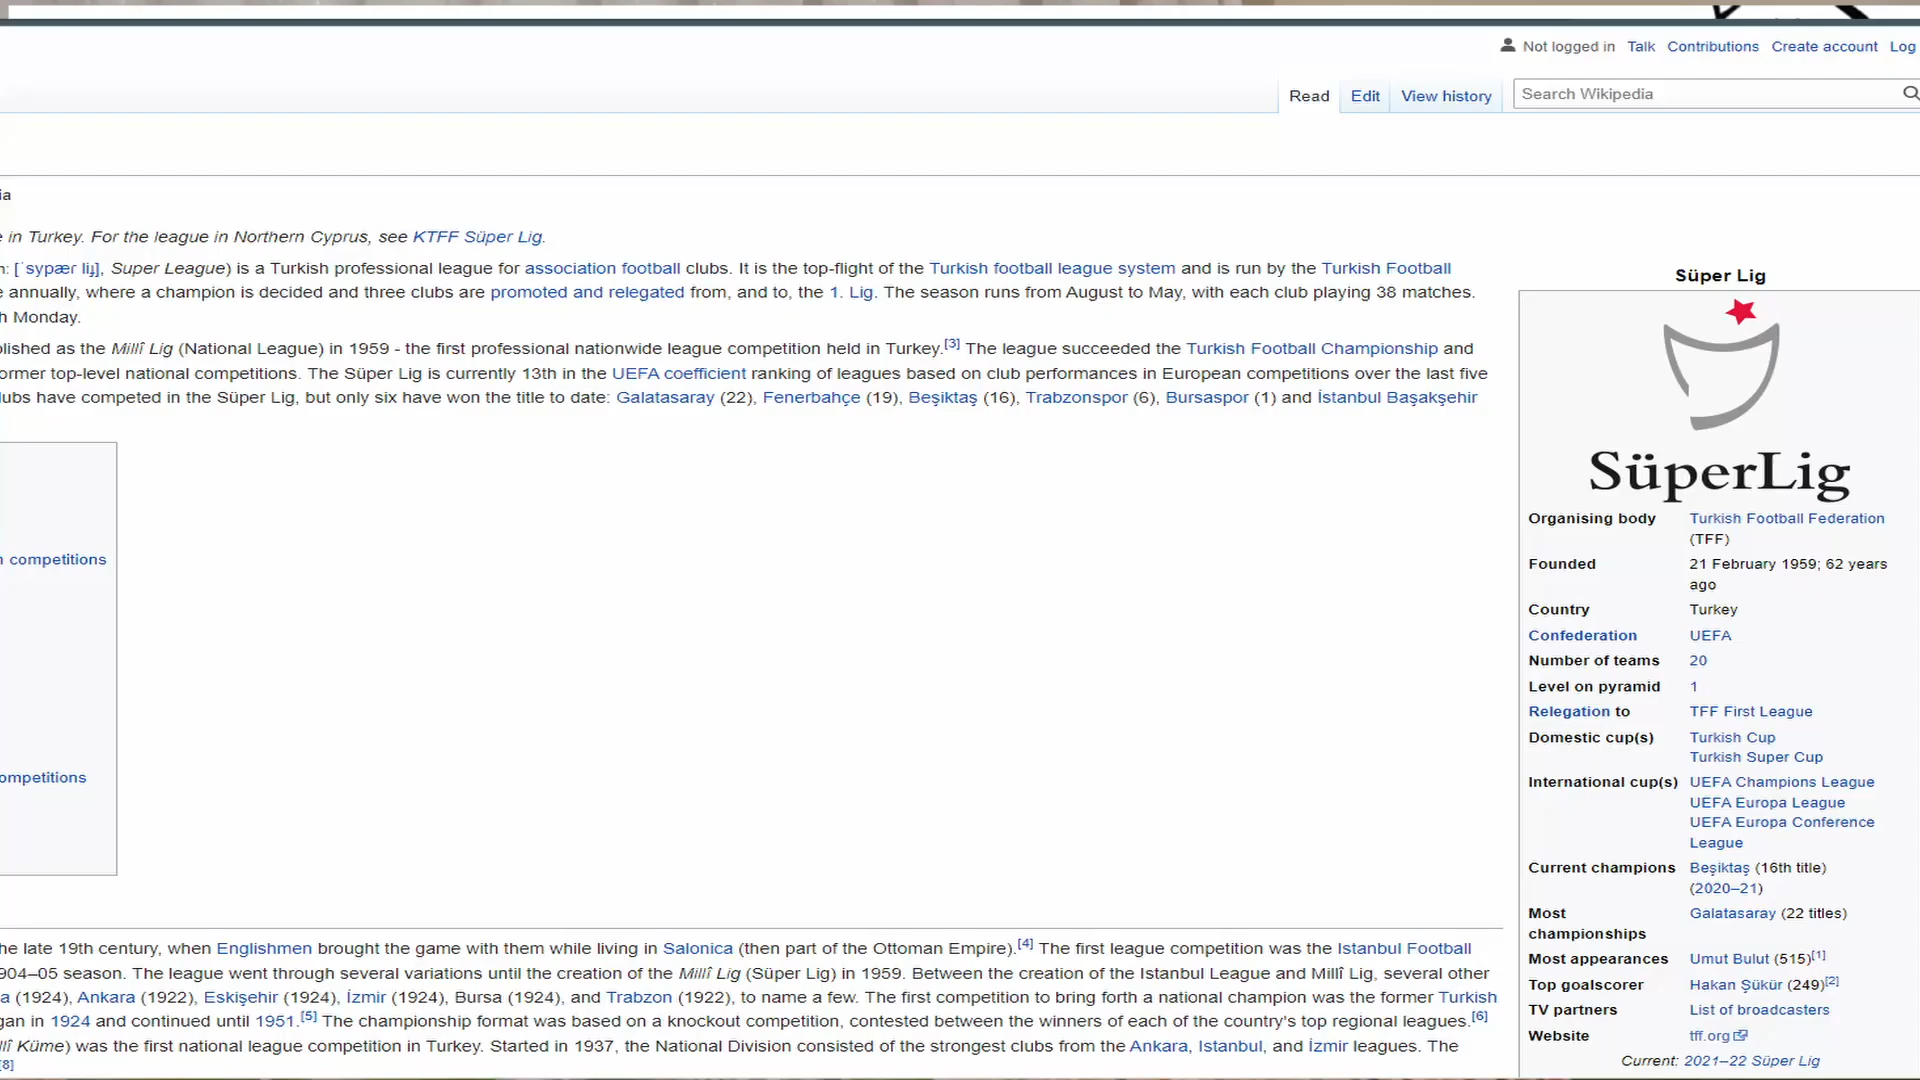 Not logged in Talk Contributions Create account Log
Read Edit View history Search Wikipedia
ia
e in Turkey. For the league in Northern Cyprus, see KTFF Süper Lig.
n: [ˈsypær liɟ], Super League) is a Turkish professional league for association football clubs. It is the top-flight of the Turkish football league system and is run by the Turkish Football
e annually, where a champion is decided and three clubs are promoted and relegated from, and to, the 1. Lig. The season runs from August to May, with each club playing 38 matches.
h Monday.
blished as the Millî Lig (National League) in 1959 - the first professional nationwide league competition held in Turkey.[3] The league succeeded the Turkish Football Championship and
ormer top-level national competitions. The Süper Lig is currently 13th in the UEFA coefficient ranking of leagues based on club performances in European competitions over the last five
lubs have competed in the Süper Lig, but only six have won the title to date: Galatasaray (22), Fenerbahçe (19), Beşiktaş (16), Trabzonspor (6), Bursaspor (1) and İstanbul Başakşehir
n competitions
ompetitions
he late 19th century, when Englishmen brought the game with them while living in Salonica (then part of the Ottoman Empire).[4] The first league competition was the Istanbul Football
904–05 season. The league went through several variations until the creation of the Millî Lig (Süper Lig) in 1959. Between the creation of the Istanbul League and Millî Lig, several other
a (1924), Ankara (1922), Eskişehir (1924), İzmir (1924), Bursa (1924), and Trabzon (1922), to name a few. The first competition to bring forth a national champion was the former Turkish
gan in 1924 and continued until 1951.[5] The championship format was based on a knockout competition, contested between the winners of each of the country's top regional leagues.[6]
llî Küme) was the first national league competition in Turkey. Started in 1937, the National Division consisted of the strongest clubs from the Ankara, Istanbul, and İzmir leagues. The
[8]
Süper Lig
SüperLig
Organising body Turkish Football Federation
(TFF)
Founded 21 February 1959; 62 years
ago
Country Turkey
Confederation UEFA
Number of teams 20
Level on pyramid 1
Relegation to TFF First League
Domestic cup(s) Turkish Cup
Turkish Super Cup
International cup(s) UEFA Champions League
UEFA Europa League
UEFA Europa Conference
League
Current champions Beşiktaş (16th title)
(2020–21)
Most Galatasaray (22 titles)
championships
Most appearances Umut Bulut (515)[1]
Top goalscorer Hakan Şükür (249)[2]
TV partners List of broadcasters
Website tff.org
Current: 2021–22 Süper Lig